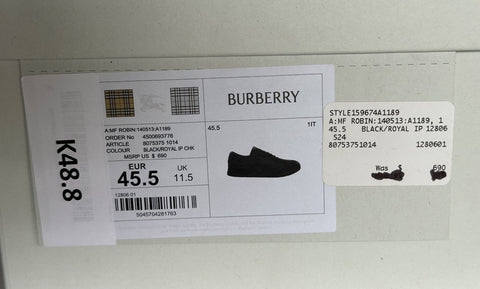 K48.8
BURBERRY
A:MF ROBIN:140513:A1189
ORDER No. 4500693776
ARTICLE 8075375 1014
COLOUR BLACK/ROYAL IP CHK
MSRP US $ 690
EUR UK
45.5 11.5
12806 01
5045704281763
45.5 1IT
STYLE159674A1189
A:MF ROBIN:140513:A1189, 1
45.5 BLACK/ROYAL IP 12806
S24
80753751014 1280601
Was $ 690